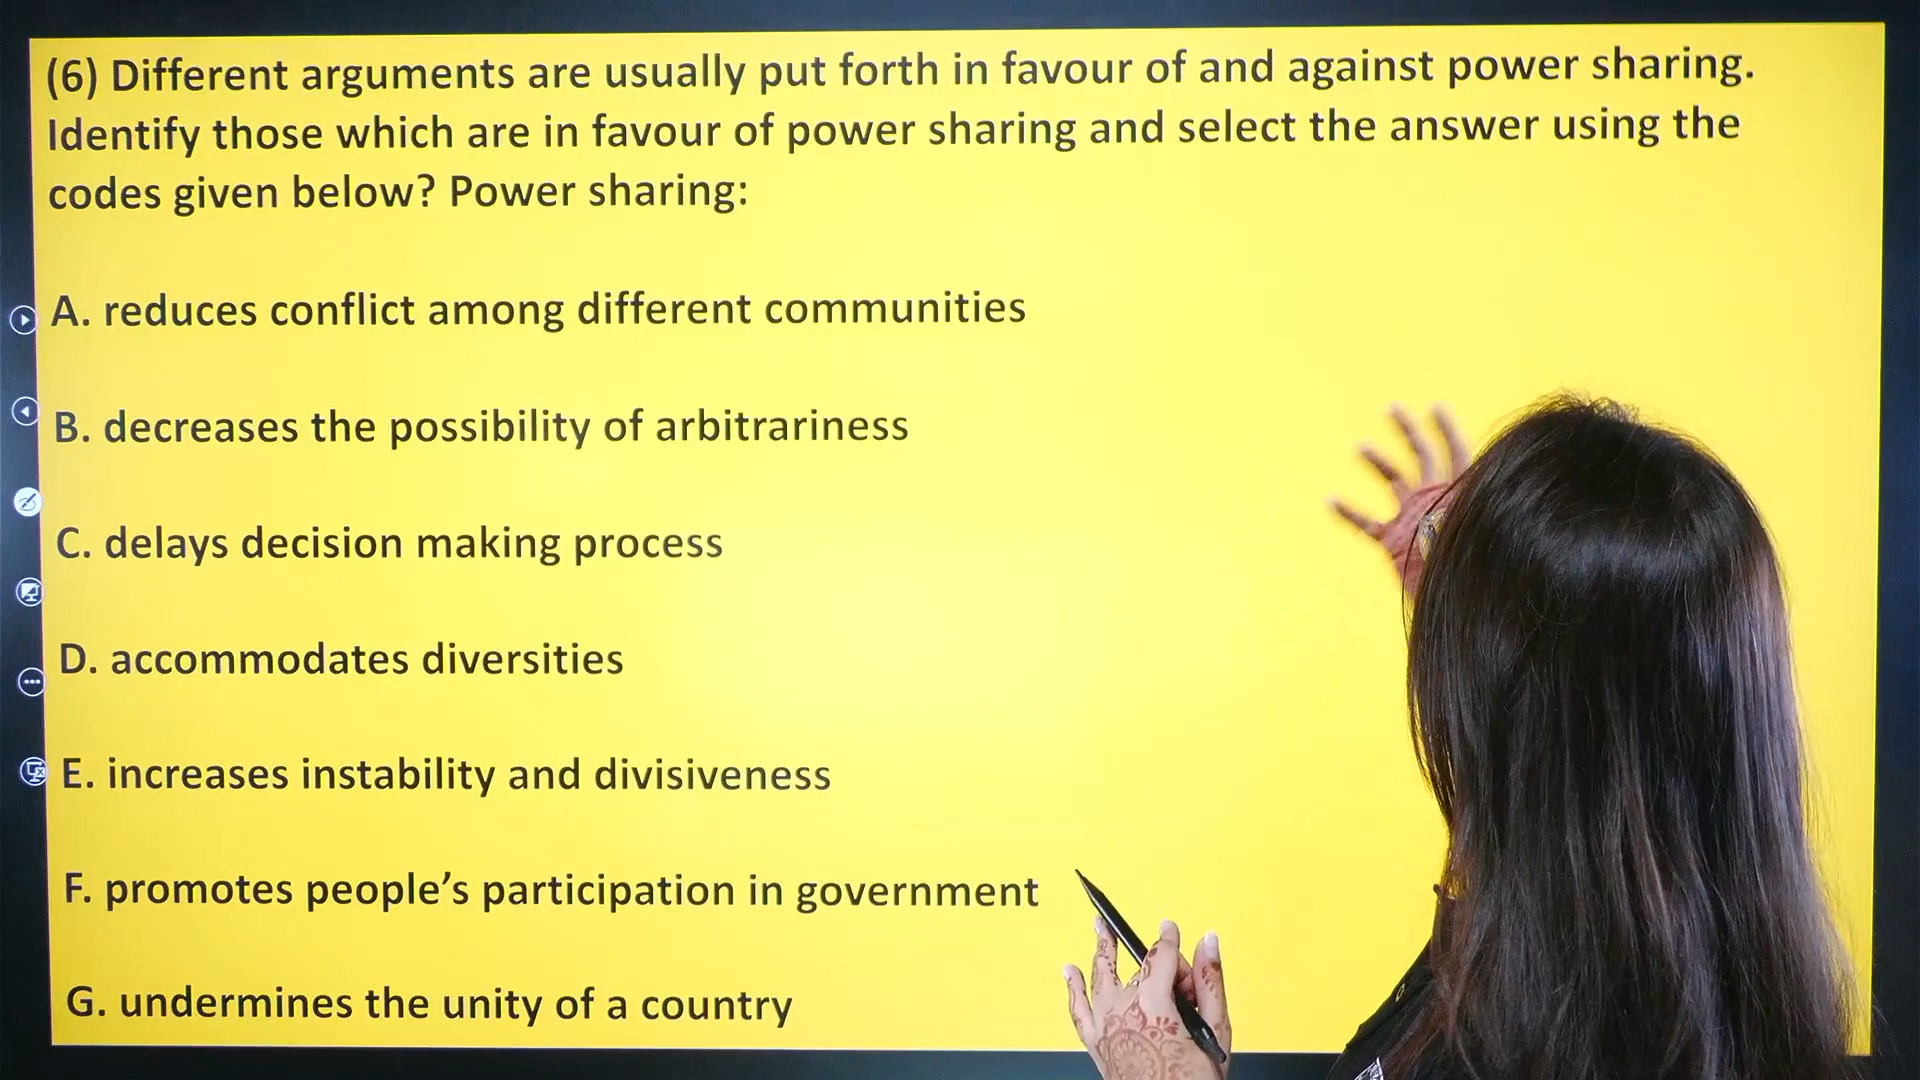 (6) Different arguments are usually put forth in favour of and against power sharing.
Identify those which are in favour of power sharing and select the answer using the
codes given below? Power sharing:
A. reduces conflict among different communities
B. decreases the possibility of arbitrariness
C. delays decision making process
D. accommodates diversities
E. increases instability and divisiveness
F. promotes people’s participation in government
G. undermines the unity of a country